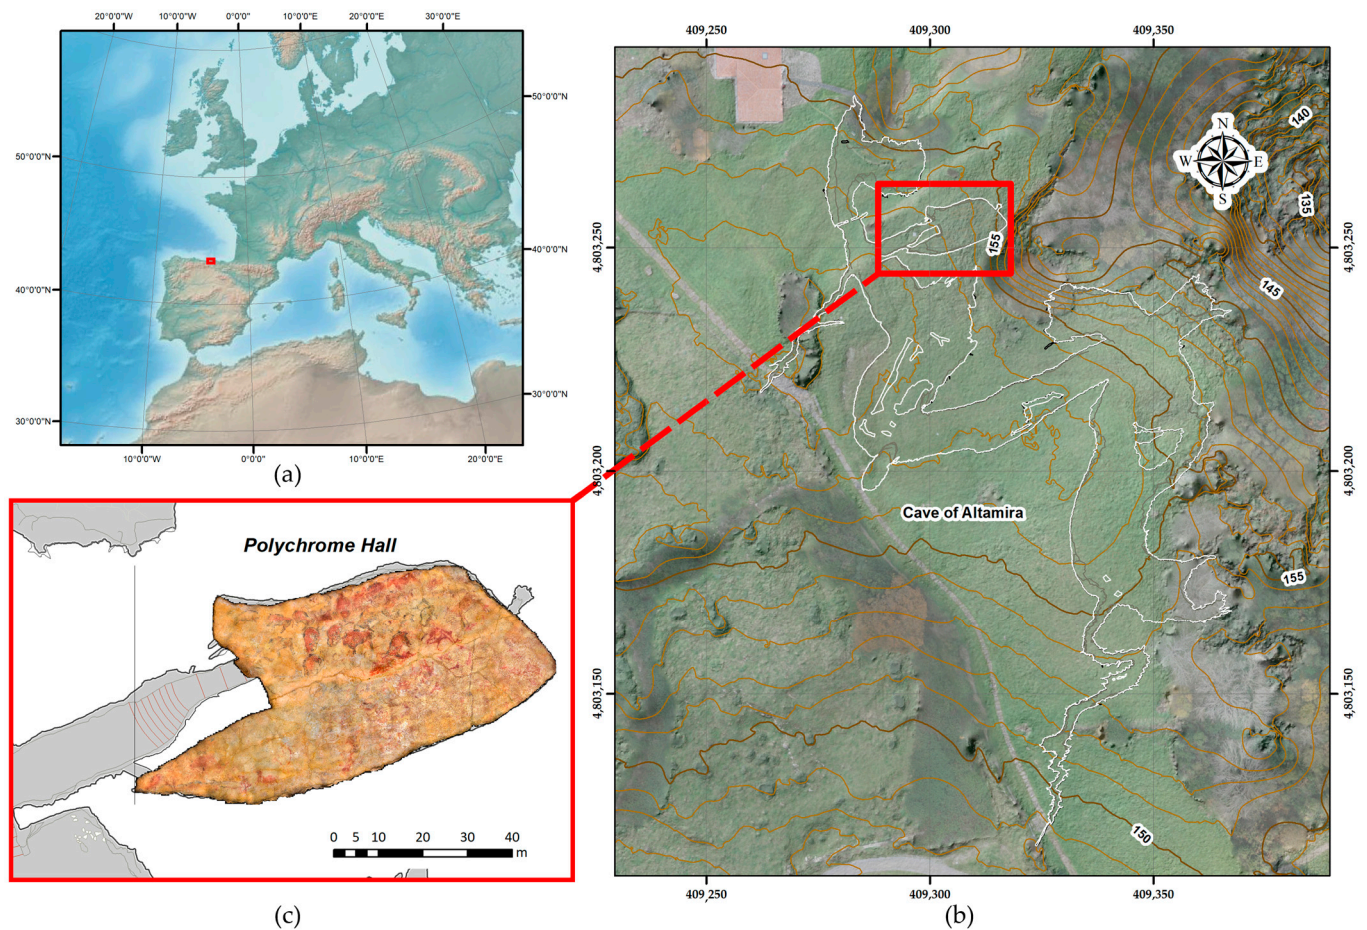 20°0'0"W 10°0'0"W 0°0'0"E 10°0'0"E 20°0'0"E 30°0'0"E
50°0'0"N
40°0'0"N
30°0'0"N
50°0'0"N
40°0'0"N
30°0'0"N
10°0'0"W 0°0'0"E 10°0'0"E 20°0'0"E
(a)
409,250 409,300 409,350
4,803,250
4,803,200
4,803,150
4,803,250
4,803,200
4,803,150
140
N
W E
S
135
155
145
Cave of Altamira
155
150
409,250 409,300 409,350
(b)
Polychrome Hall
0 5 10 20 30 40
m
(c)